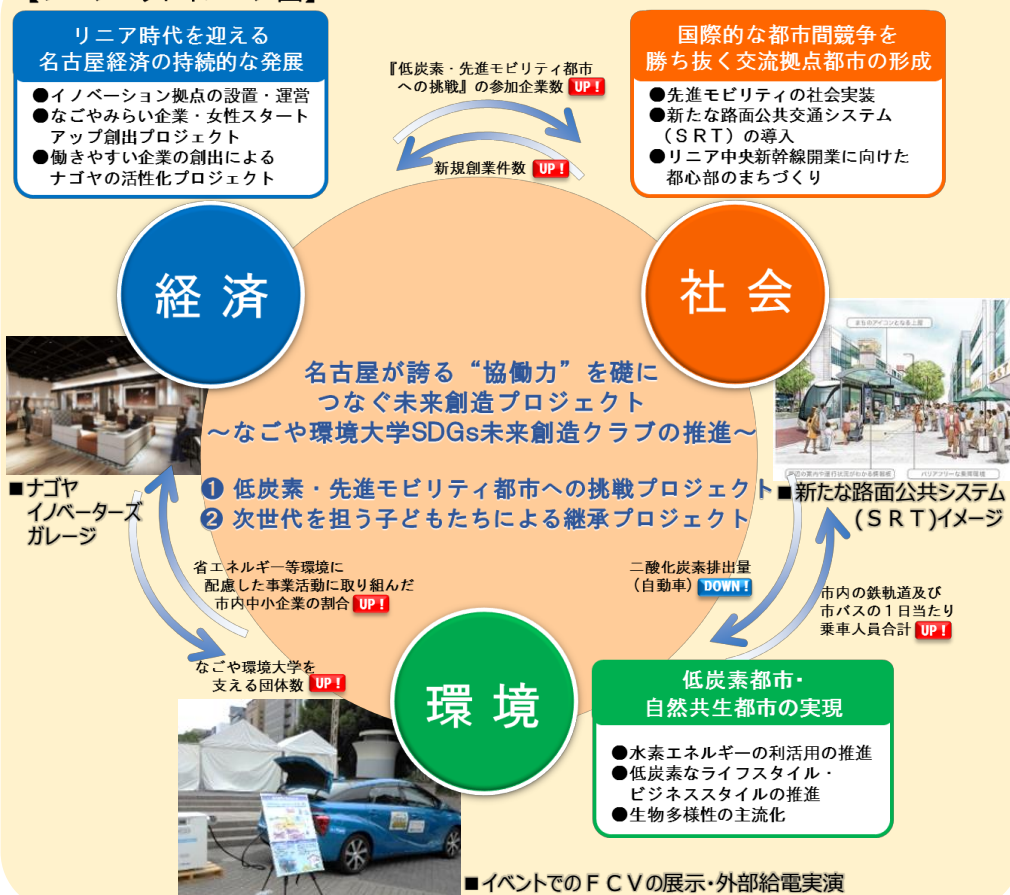 リニア時代を迎える
名古屋経済の持続的な発展
●イノベーション拠点の設置・運営
●なごやみらい企業・女性スタート
アップ創出プロジェクト
●働きやすい企業の創出による
ナゴヤの活性化プロジェクト
『低炭素・先進モビリティ都市
への挑戦』の参加企業数 UP！
新規創業件数 UP！
国際的な都市間競争を
勝ち抜く交流拠点都市の形成
●先進モビリティの社会実装
●新たな路面公共交通システム
（ＳＲＴ）の導入
●リニア中央新幹線開業に向けた
都心部のまちづくり
経済
社会
まちのアイコンとなる上屋
バリアフリーな乗降環境
名古屋が誇る“協働力”を礎に
つなぐ未来創造プロジェクト
～なごや環境大学SDGs未来創造クラブの推進～
❶ 低炭素・先進モビリティ都市への挑戦プロジェクト
❷ 次世代を担う子どもたちによる継承プロジェクト
■ナゴヤ
イノベーターズ
ガレージ
■新たな路面公共システム
(ＳＲＴ)イメージ
省エネルギー等環境に
配慮した事業活動に取り組んだ
市内中小企業の割合 UP！
なごや環境大学を
支える団体数 UP！
二酸化炭素排出量
（自動車） DOWN！
市内の鉄軌道及び
市バスの１日当たり
乗車人員合計 UP！
環境
低炭素都市・
自然共生都市の実現
●水素エネルギーの利活用の推進
●低炭素なライフスタイル・
ビジネススタイルの推進
●生物多様性の主流化
■イベントでのＦＣＶの展示・外部給電実演